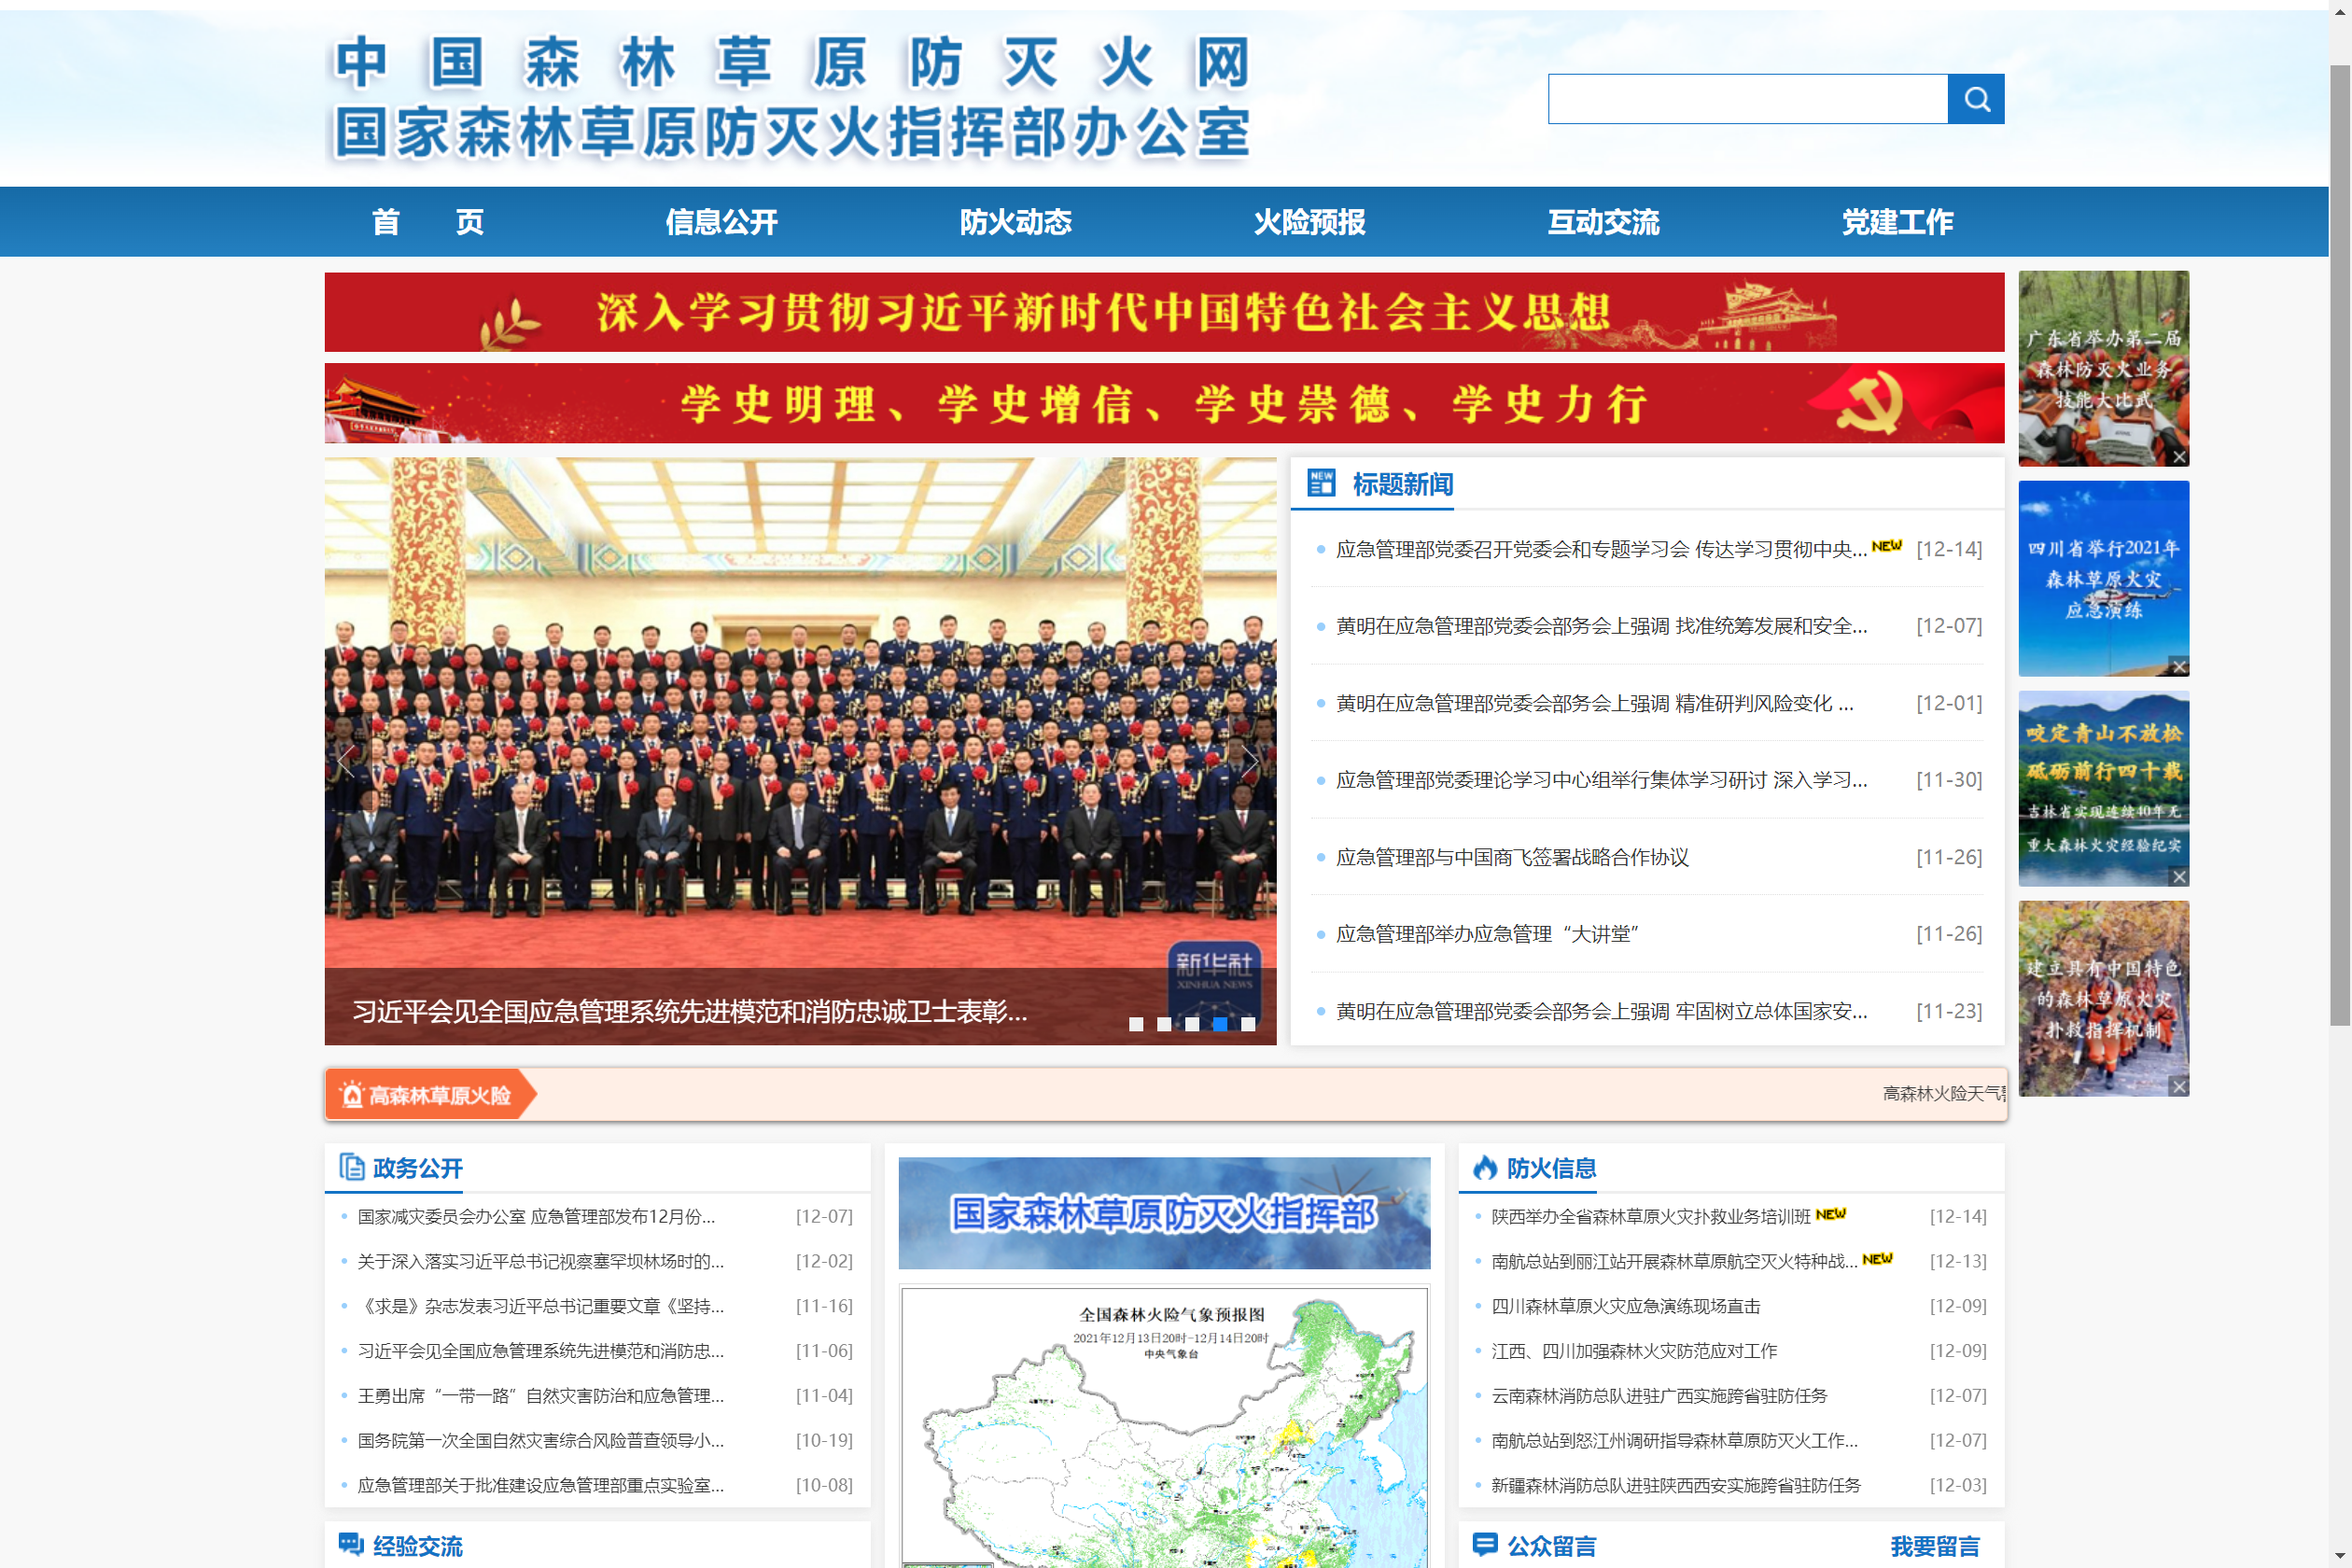 中国森林草原防灭火网
国家森林草原防灭火指挥部办公室
首 页 信息公开 防火动态 火险预报 互动交流 党建工作
深入学习贯彻习近平新时代中国特色社会主义思想
学史明理、学史增信、学史崇德、学史力行
习近平会见全国应急管理系统先进模范和消防忠诚卫士表彰...
新华社
XINHUA NEWS
NEW 标题新闻
应急管理部党委召开党委会和专题学习会 传达学习贯彻中央... NEW [12-14]
黄明在应急管理部党委会部务会上强调 找准统筹发展和安全... [12-07]
黄明在应急管理部党委会部务会上强调 精准研判风险变化 ... [12-01]
应急管理部党委理论学习中心组举行集体学习研讨 深入学习... [11-30]
应急管理部与中国商飞签署战略合作协议 [11-26]
应急管理部举办应急管理“大讲堂” [11-26]
黄明在应急管理部党委会部务会上强调 牢固树立总体国家安... [11-23]
广东省举办第二届
森林防灭火业务
技能大比武
四川省举行2021年
森林草原火灾
应急演练
咬定青山不放松
砥砺前行四十载
吉林省实现连续40年无
重大森林火灾经验纪实
建立具有中国特色
的森林草原火灾
扑救指挥机制
高森林草原火险
高森林火险天气
政务公开
国家减灾委员会办公室 应急管理部发布12月份... [12-07]
关于深入落实习近平总书记视察塞罕坝林场时的... [12-02]
《求是》杂志发表习近平总书记重要文章《坚持... [11-16]
习近平会见全国应急管理系统先进模范和消防忠... [11-06]
王勇出席“一带一路”自然灾害防治和应急管理... [11-04]
国务院第一次全国自然灾害综合风险普查领导小... [10-19]
应急管理部关于批准建设应急管理部重点实验室... [10-08]
经验交流
国家森林草原防灭火指挥部
全国森林火险气象预报图
2021年12月13日20时-12月14日20时
中央气象台
防火信息
陕西举办全省森林草原火灾扑救业务培训班 NEW [12-14]
南航总站到丽江站开展森林草原航空灭火特种战... NEW [12-13]
四川森林草原火灾应急演练现场直击 [12-09]
江西、四川加强森林火灾防范应对工作 [12-09]
云南森林消防总队进驻广西实施跨省驻防任务 [12-07]
南航总站到怒江州调研指导森林草原防灭火工作... [12-07]
新疆森林消防总队进驻陕西西安实施跨省驻防任务 [12-03]
公众留言 我要留言